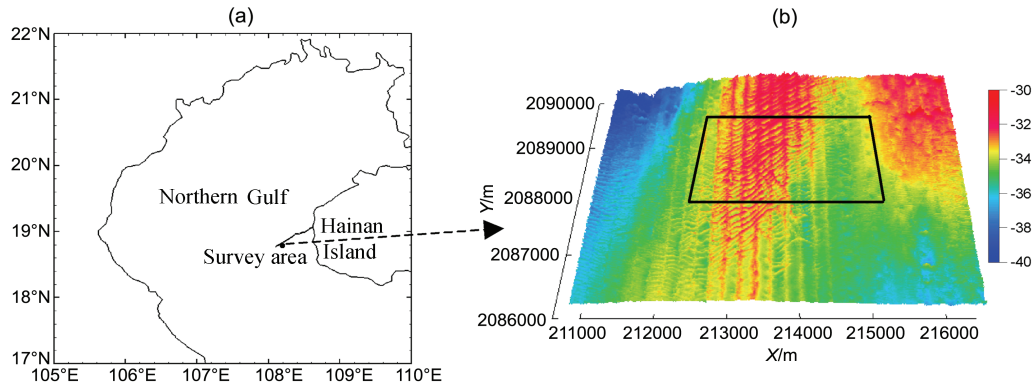 (a)
(b)
22°N
21°N
20°N
19°N
18°N
17°N
105°E
106°E
107°E
108°E
109°E
110°E
Northern Gulf
Hainan
Island
Survey area
2090000
2089000
2088000
2087000
2086000
Y/m
211000
212000
213000
214000
215000
216000
X/m
-30
-32
-34
-36
-38
-40